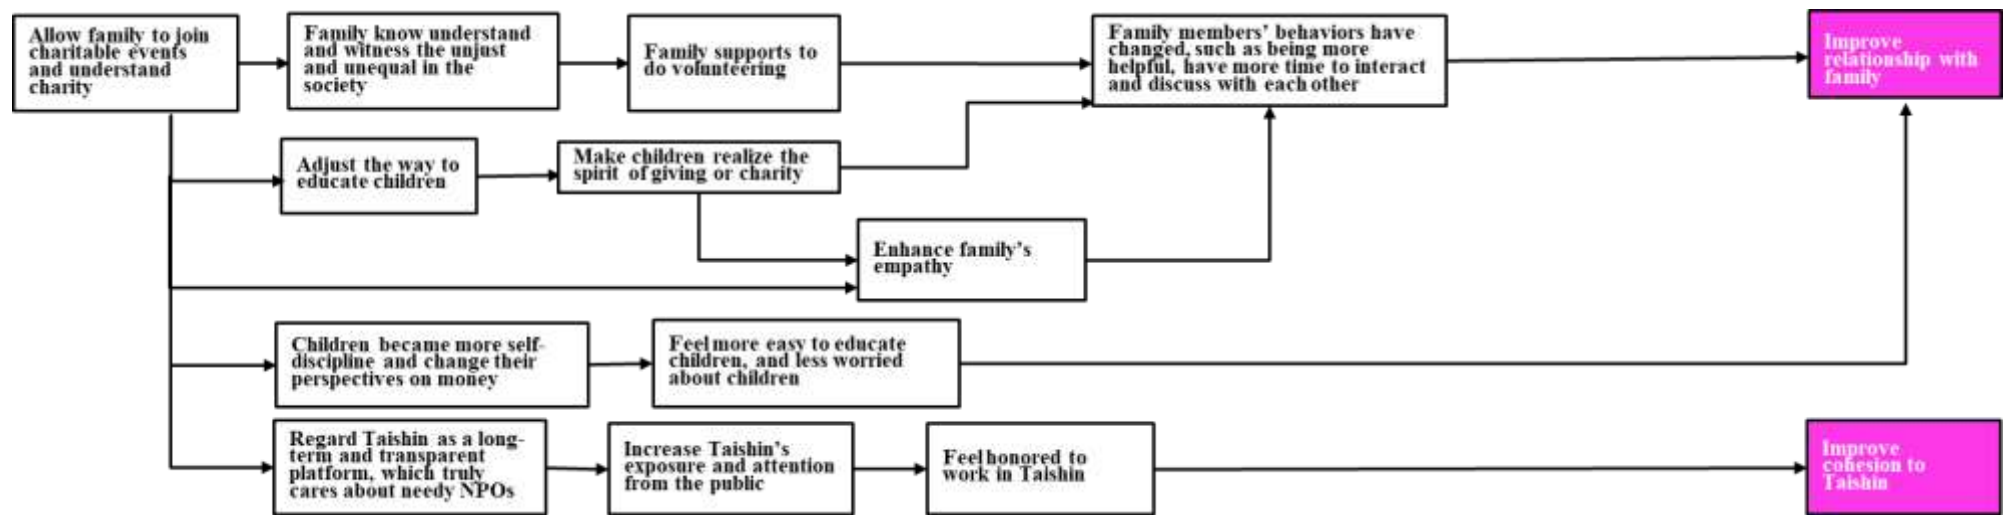 Allow family to join
charitable events
and understand
charity
Family know understand
and witness the unjust
and unequal in the
society
Family supports to
do volunteering
Family members’ behaviors have
changed, such as being more
helpful, have more time to interact
and discuss with each other
Improve
relationship with
family
Adjust the way to
educate children
Make children realize the
spirit of giving or charity
Enhance family’s
empathy
Children became more self-
discipline and change their
perspectives on money
Feel more easy to educate
children, and less worried
about children
Regard Taishin as a long-
term and transparent
platform, which truly
cares about needy NPOs
Increase Taishin’s
exposure and attention
from the public
Feel honored to
work in Taishin
Improve
cohesion to
Taishin